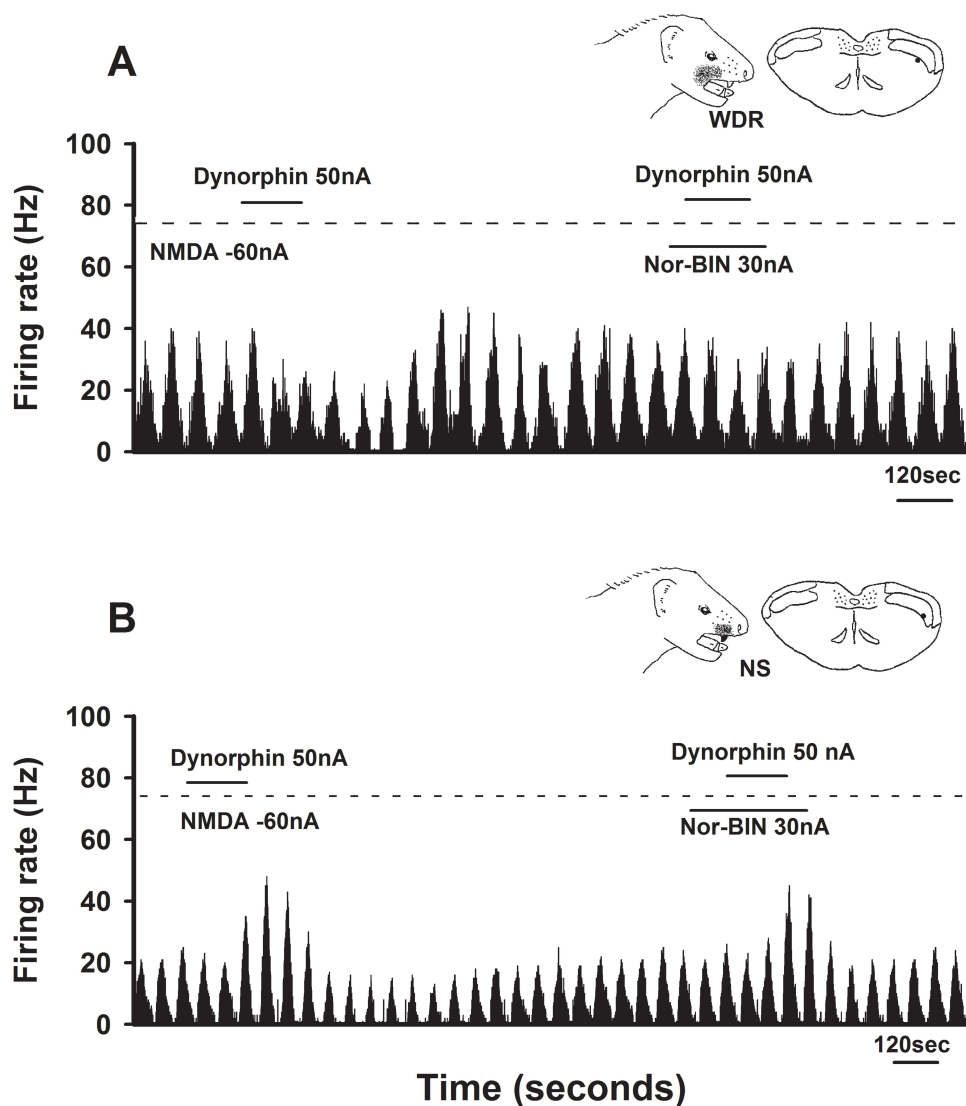 A
WDR
Firing rate (Hz)
100
80
60
40
20
0
Dynorphin 50nA
Dynorphin 50nA
NMDA -60nA
Nor-BIN 30nA
120sec
B
NS
Firing rate (Hz)
100
80
60
40
20
0
Dynorphin 50nA
Dynorphin 50 nA
NMDA -60nA
Nor-BIN 30nA
120sec
Time (seconds)